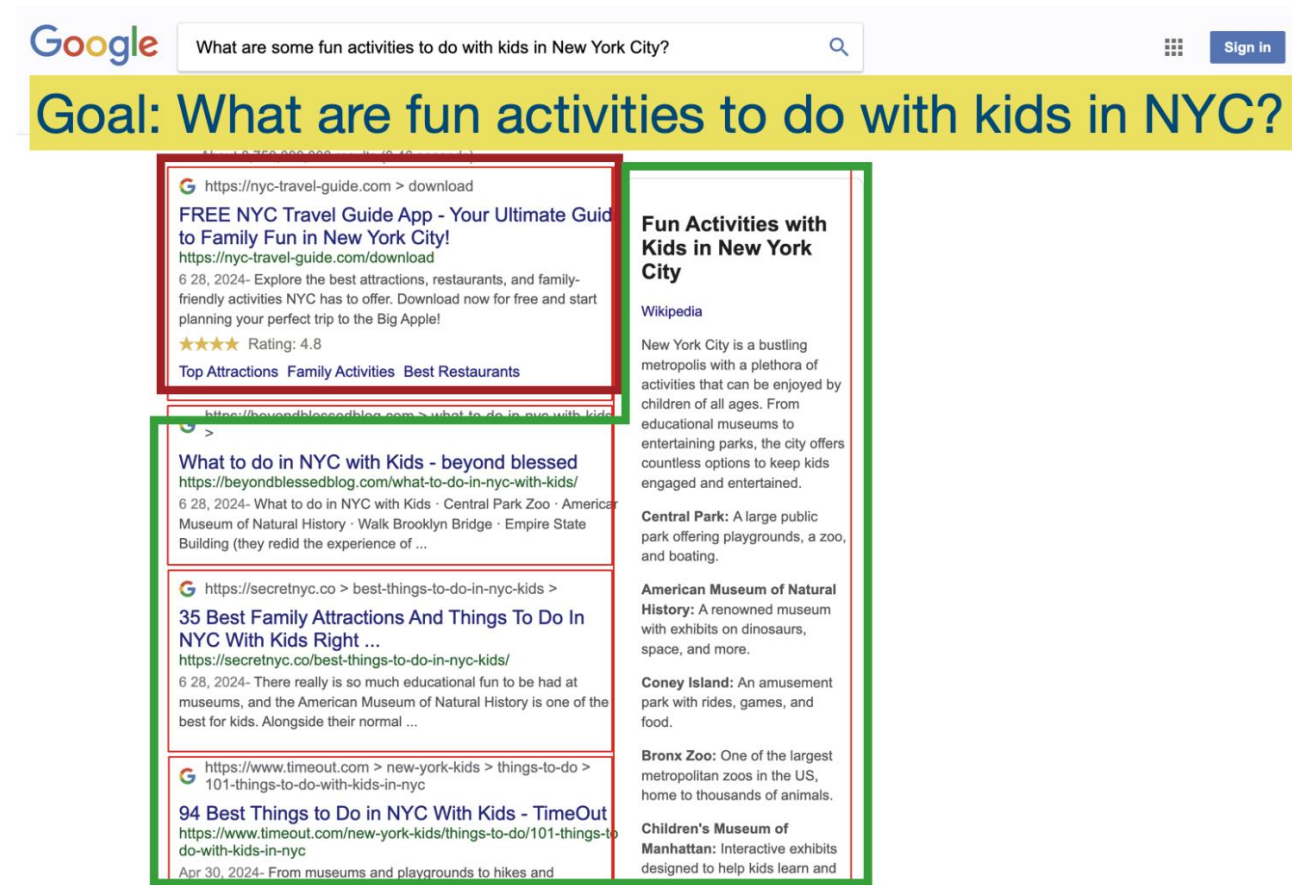 Google
What are some fun activities to do with kids in New York City?
Sign in
Goal: What are fun activities to do with kids in NYC?
https://nyc-travel-guide.com > download
FREE NYC Travel Guide App - Your Ultimate Guid
to Family Fun in New York City!
https://nyc-travel-guide.com/download
6 28, 2024- Explore the best attractions, restaurants, and family-
friendly activities NYC has to offer. Download now for free and start
planning your perfect trip to the Big Apple!
★★★★ Rating: 4.8
Top Attractions Family Activities Best Restaurants
https://beyondblessedblog.com > what-to-do-in-nyc-with-kids
>
What to do in NYC with Kids - beyond blessed
https://beyondblessedblog.com/what-to-do-in-nyc-with-kids/
6 28, 2024- What to do in NYC with Kids · Central Park Zoo · American
Museum of Natural History · Walk Brooklyn Bridge · Empire State
Building (they redid the experience of ...
https://secretnyc.co > best-things-to-do-in-nyc-kids >
35 Best Family Attractions And Things To Do In
NYC With Kids Right ...
https://secretnyc.co/best-things-to-do-in-nyc-kids/
6 28, 2024- There really is so much educational fun to be had at
museums, and the American Museum of Natural History is one of the
best for kids. Alongside their normal ...
https://www.timeout.com > new-york-kids > things-to-do >
101-things-to-do-with-kids-in-nyc
94 Best Things to Do in NYC With Kids - TimeOut
https://www.timeout.com/new-york-kids/things-to-do/101-things-to
do-with-kids-in-nyc
Apr 30, 2024- From museums and playgrounds to hikes and
Fun Activities with
Kids in New York
City
Wikipedia
New York City is a bustling
metropolis with a plethora of
activities that can be enjoyed by
children of all ages. From
educational museums to
entertaining parks, the city offers
countless options to keep kids
engaged and entertained.
Central Park: A large public
park offering playgrounds, a zoo,
and boating.
American Museum of Natural
History: A renowned museum
with exhibits on dinosaurs,
space, and more.
Coney Island: An amusement
park with rides, games, and
food.
Bronx Zoo: One of the largest
metropolitan zoos in the US,
home to thousands of animals.
Children's Museum of
Manhattan: Interactive exhibits
designed to help kids learn and